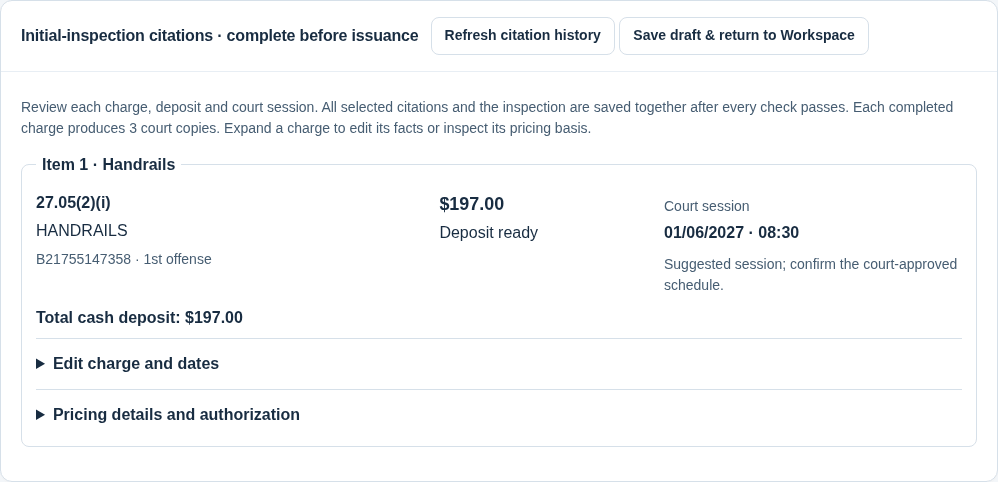 Initial-inspection citations · complete before issuance
Refresh citation history
Save draft & return to Workspace
Review each charge, deposit and court session. All selected citations and the inspection are saved together after every check passes. Each completed
charge produces 3 court copies. Expand a charge to edit its facts or inspect its pricing basis.
Item 1 · Handrails
27.05(2)(i)
HANDRAILS
B21755147358 · 1st offense
$197.00
Deposit ready
Court session
01/06/2027 · 08:30
Suggested session; confirm the court-approved
schedule.
Total cash deposit: $197.00
Edit charge and dates
Pricing details and authorization